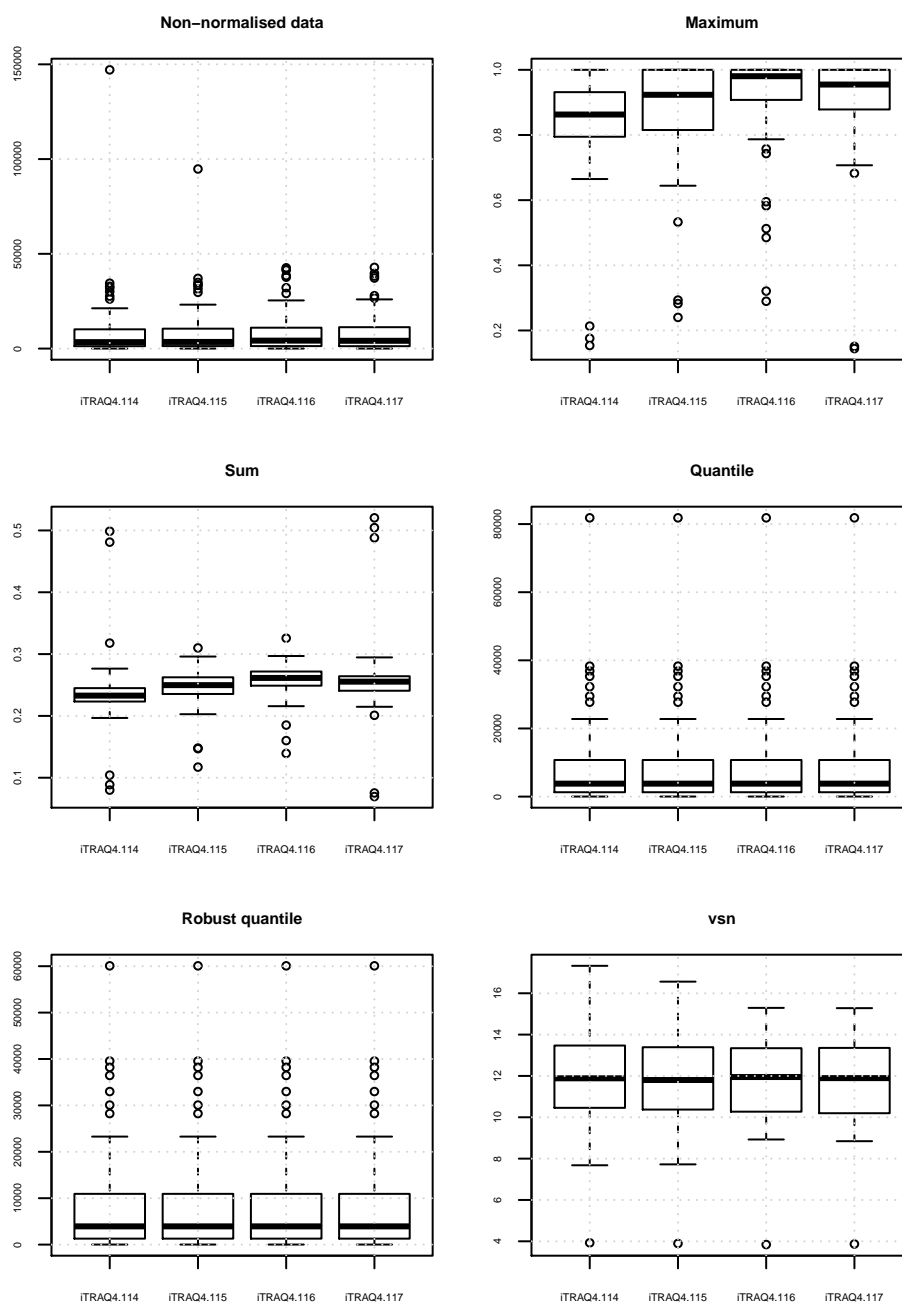 Non−normalised data
150000
100000
50000
0
iTRAQ4.114 iTRAQ4.115 iTRAQ4.116 iTRAQ4.117
Maximum
1.0
0.8
0.6
0.4
0.2
iTRAQ4.114 iTRAQ4.115 iTRAQ4.116 iTRAQ4.117
Sum
0.5
0.4
0.3
0.2
0.1
iTRAQ4.114 iTRAQ4.115 iTRAQ4.116 iTRAQ4.117
Quantile
80000
60000
40000
20000
0
iTRAQ4.114 iTRAQ4.115 iTRAQ4.116 iTRAQ4.117
Robust quantile
60000
50000
40000
30000
20000
10000
0
iTRAQ4.114 iTRAQ4.115 iTRAQ4.116 iTRAQ4.117
vsn
16
14
12
10
8
6
4
iTRAQ4.114 iTRAQ4.115 iTRAQ4.116 iTRAQ4.117